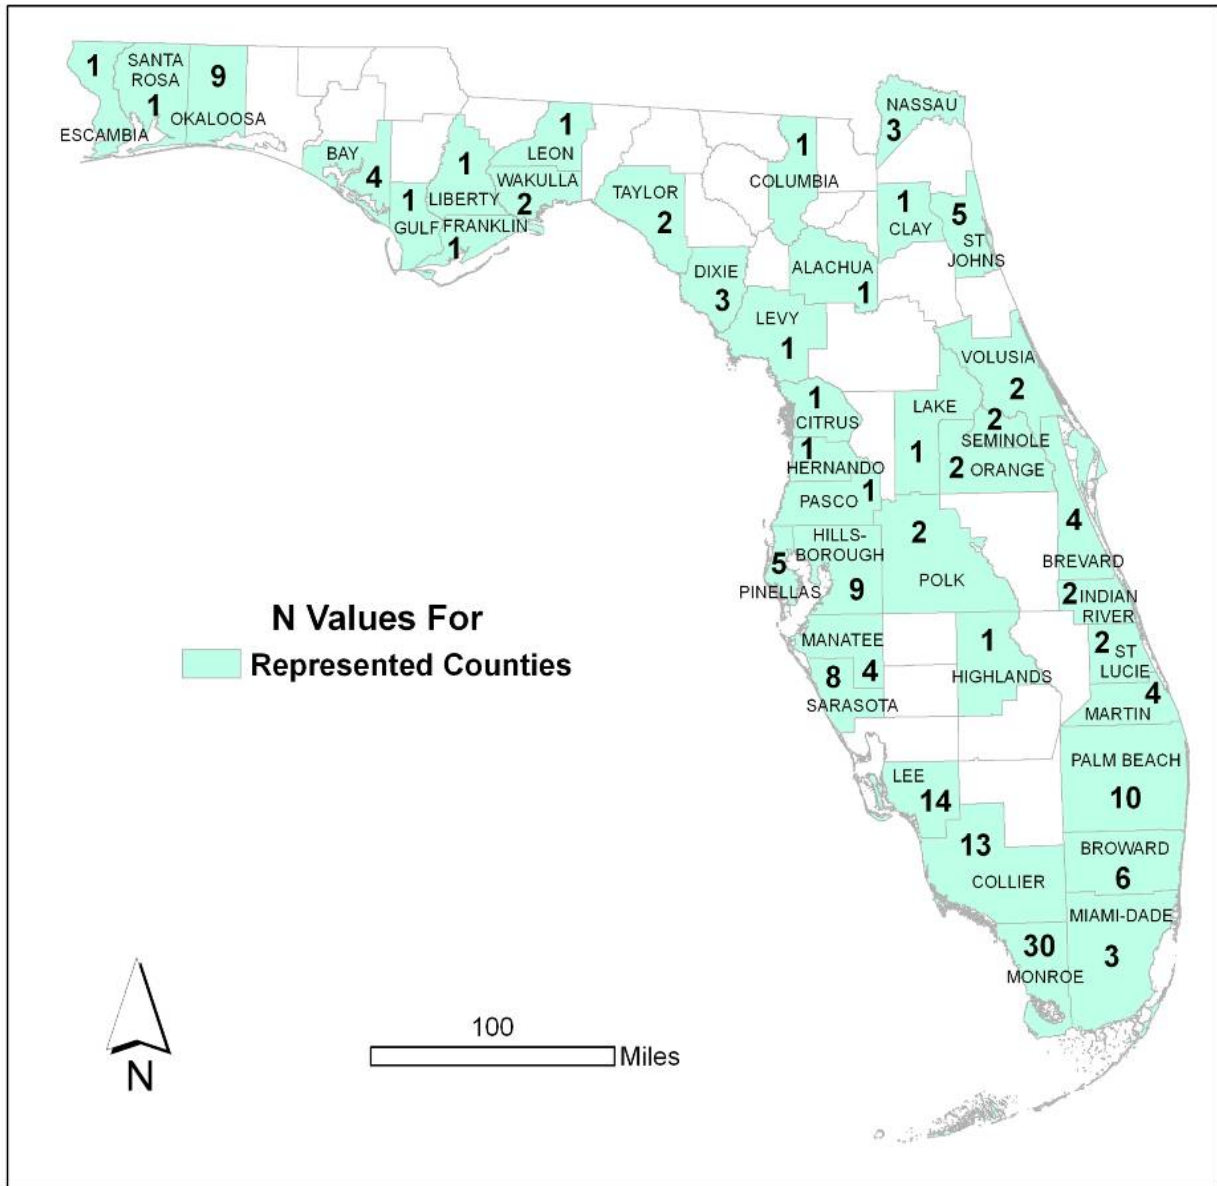 1
SANTA
ROSA
1
9
ESCAMBIA
OKALOOSA
BAY
4
1
GULF
1
LIBERTY
FRANKLIN
1
1
LEON
WAKULLA
2
TAYLOR
2
DIXIE
3
1
COLUMBIA
NASSAU
3
1
CLAY
5
ST
JOHNS
ALACHUA
1
LEVY
1
VOLUSIA
2
1
CITRUS
LAKE
1
2
SEMINOLE
2 ORANGE
1
HERNANDO
PASCO
1
HILLS-
BOROUGH
9
5
PINELLAS
2
POLK
4
BREVARD
2 INDIAN
RIVER
MANATEE
4
8
SARASOTA
1
HIGHLANDS
2 ST
LUCIE
4
MARTIN
PALM BEACH
10
LEE
14
13
COLLIER
BROWARD
6
MIAMI-DADE
3
30
MONROE
N Values For
Represented Counties
N
100
Miles